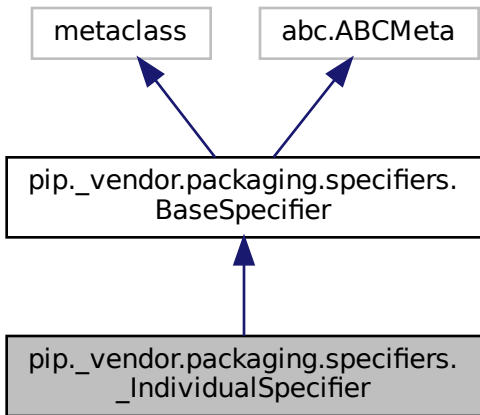 metaclass
abc.ABCMeta
pip._vendor.packaging.specifiers.
BaseSpecifier
pip._vendor.packaging.specifiers.
_IndividualSpecifier